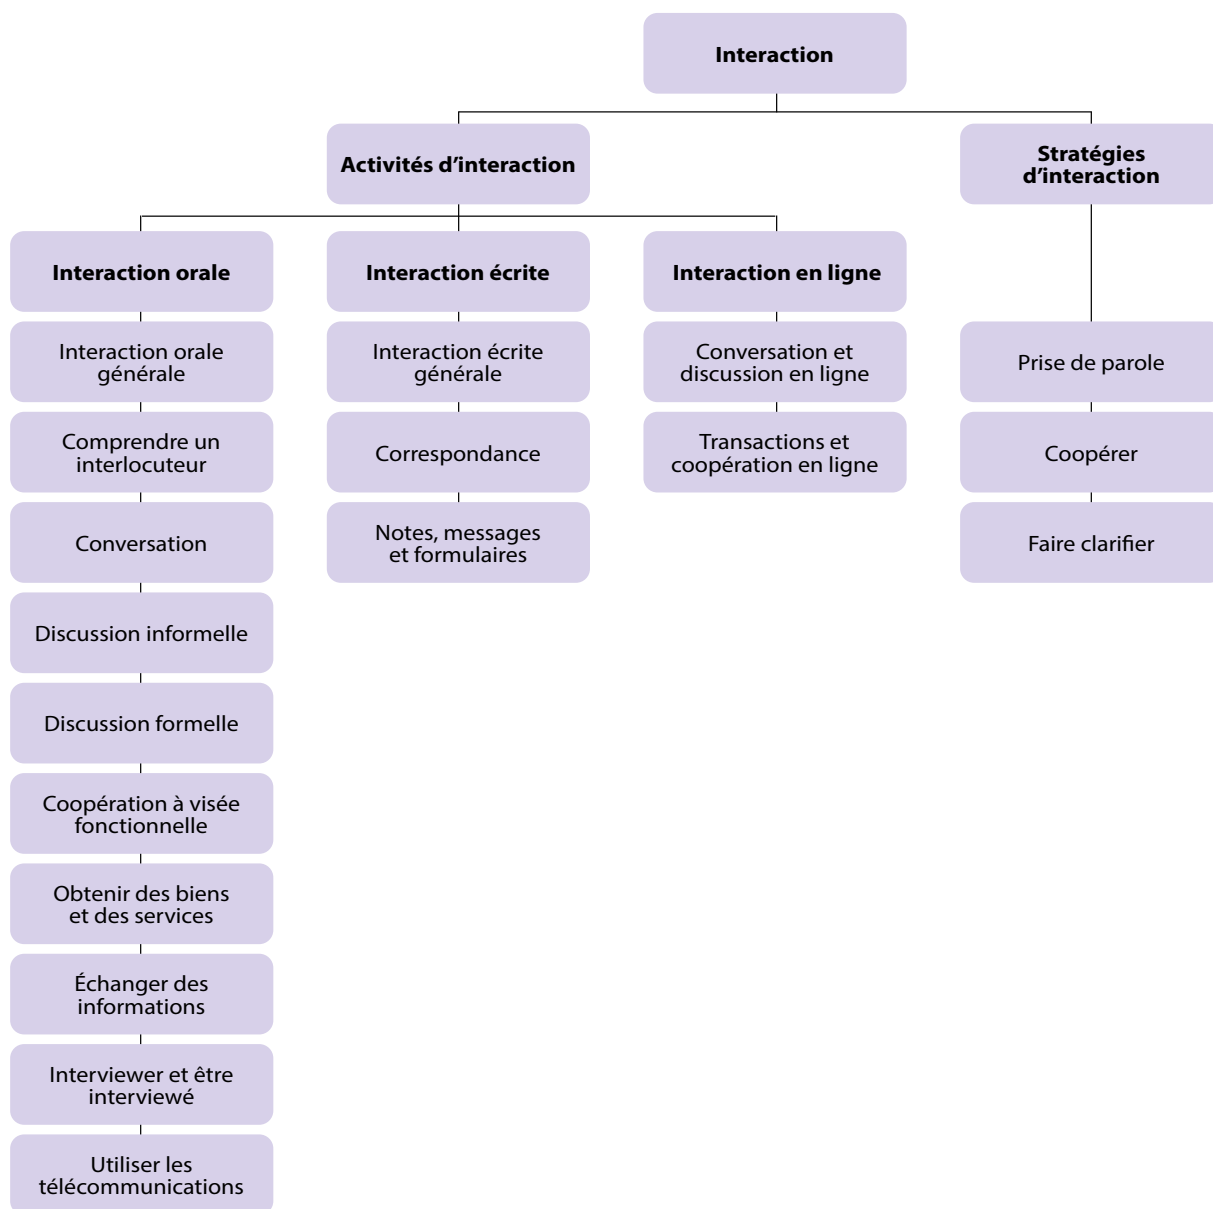 Interaction
Activités d'interaction
Stratégies
d'interaction
Interaction orale
Interaction écrite
Interaction en ligne
Interaction orale
générale
Interaction écrite
générale
Conversation et
discussion en ligne
Prise de parole
Comprendre un
interlocuteur
Correspondance
Transactions et
coopération en ligne
Coopérer
Conversation
Notes, messages
et formulaires
Faire clarifier
Discussion informelle
Discussion formelle
Coopération à visée
fonctionnelle
Obtenir des biens
et des services
Échanger des
informations
Interviewer et être
interviewé
Utiliser les
télécommunications